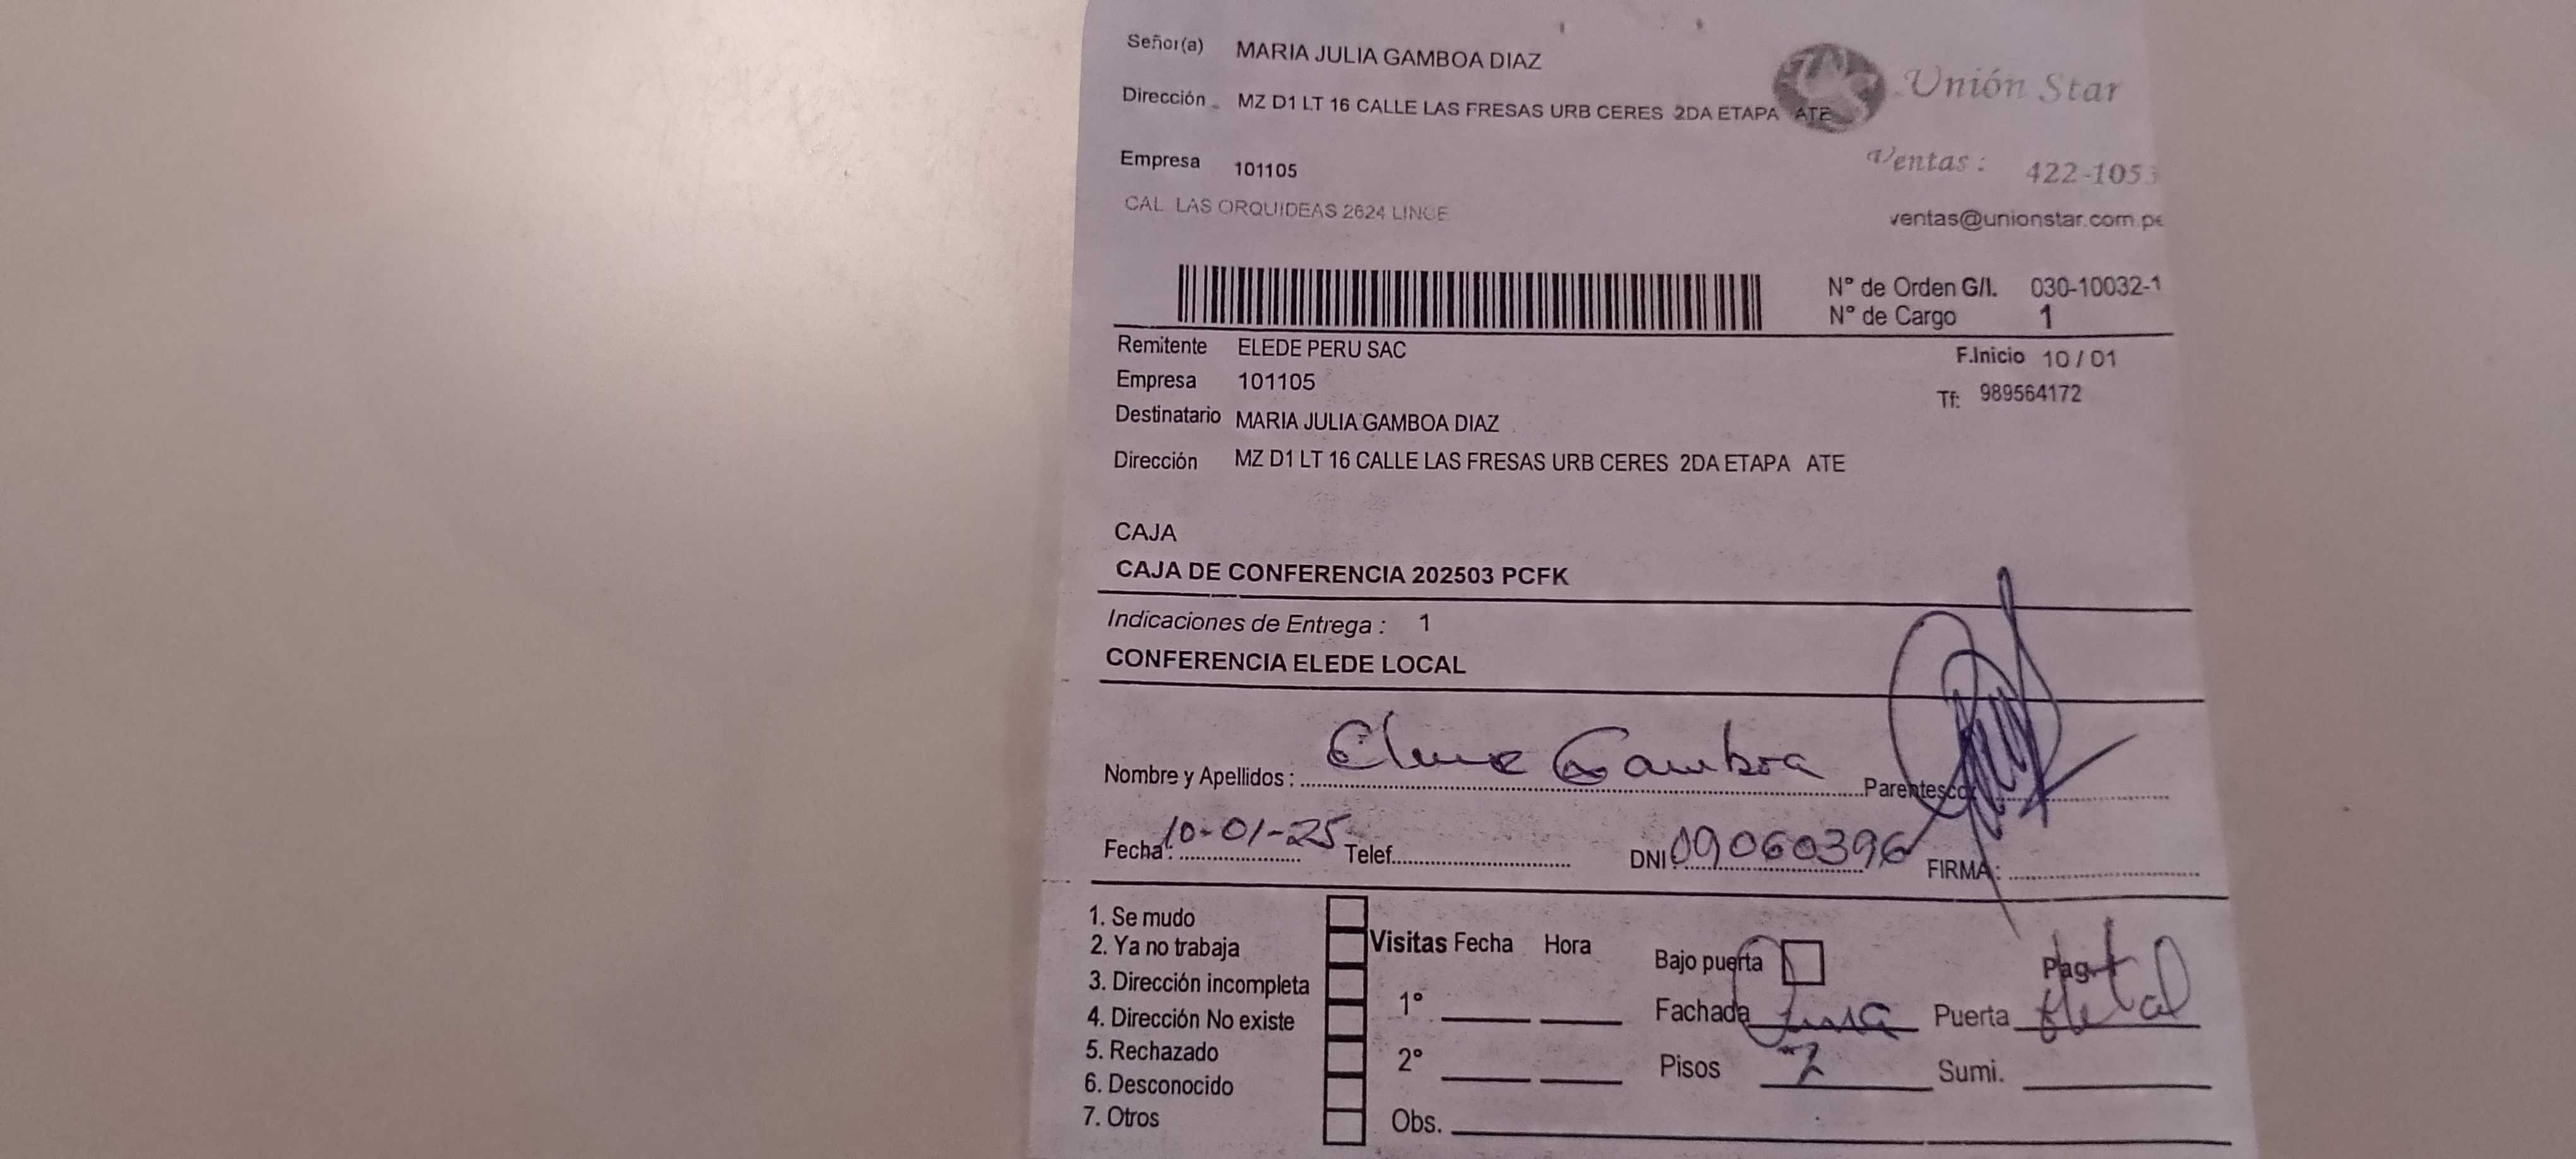 Señor(a) MARIA JULIA GAMBOA DIAZ
Unión Star
Dirección MZ D1 LT 16 CALLE LAS FRESAS URB CERES 2DA ETAPA ATE
Ventas : 422-1053
Empresa 101105
CAL LAS ORQUIDEAS 2624 LINCE
ventas@unionstar.com.pe
N° de Orden G/I. 030-10032-1
N° de Cargo 1
Remitente ELEDE PERU SAC
F.Inicio 10 / 01
Empresa 101105
Tf: 989564172
Destinatario MARIA JULIA GAMBOA DIAZ
Dirección MZ D1 LT 16 CALLE LAS FRESAS URB CERES 2DA ETAPA ATE
CAJA
CAJA DE CONFERENCIA 202503 PCFK
Indicaciones de Entrega : 1
CONFERENCIA ELEDE LOCAL
Nombre y Apellidos : Gamboa Parentesco:
Fecha : 10-01-25 Telef. DNI 09060396 FIRMA :
1. Se mudo
2. Ya no trabaja
3. Dirección incompleta
4. Dirección No existe
5. Rechazado
6. Desconocido
7. Otros
Visitas Fecha Hora
1°
2°
Obs.
Bajo puerta
Fachada Puerta
Pisos Sumi.